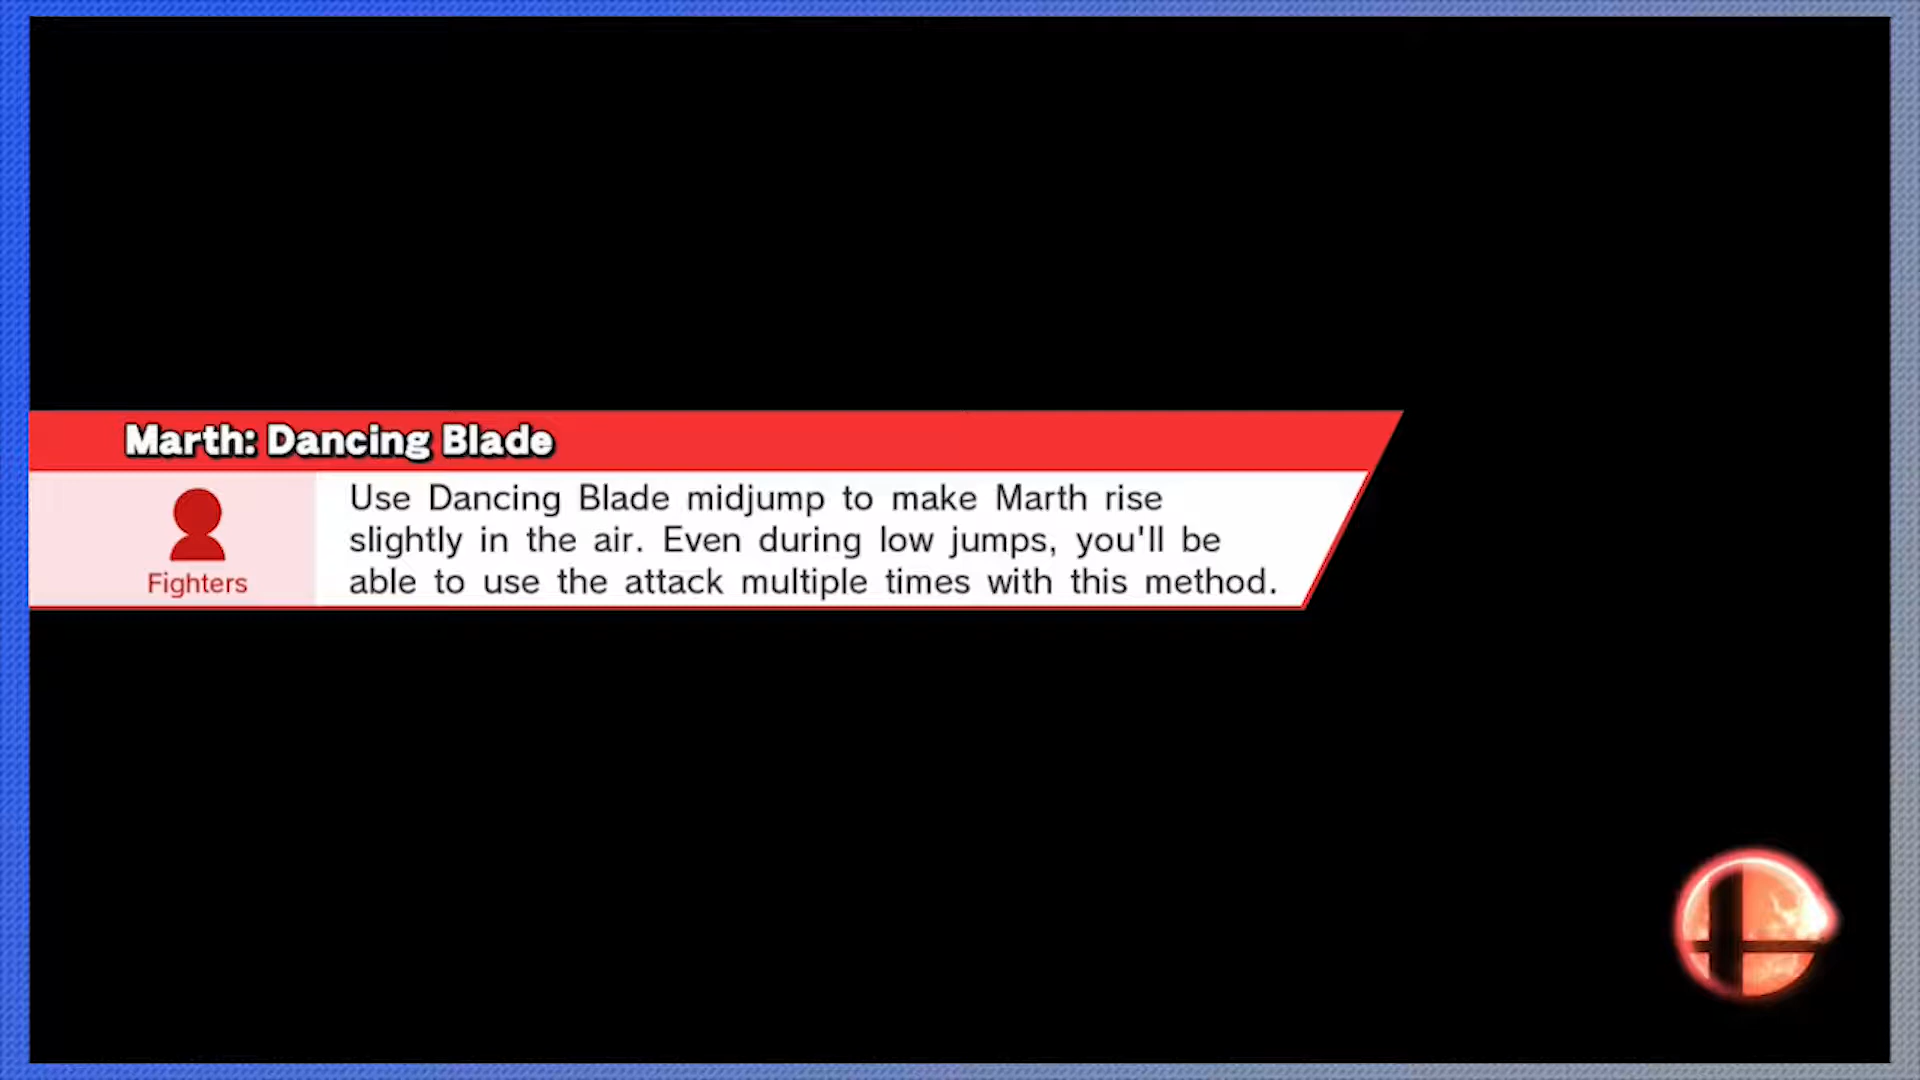 Marth: Dancing Blade
Fighters
Use Dancing Blade midjump to make Marth rise
slightly in the air. Even during low jumps, you'll be
able to use the attack multiple times with this method.